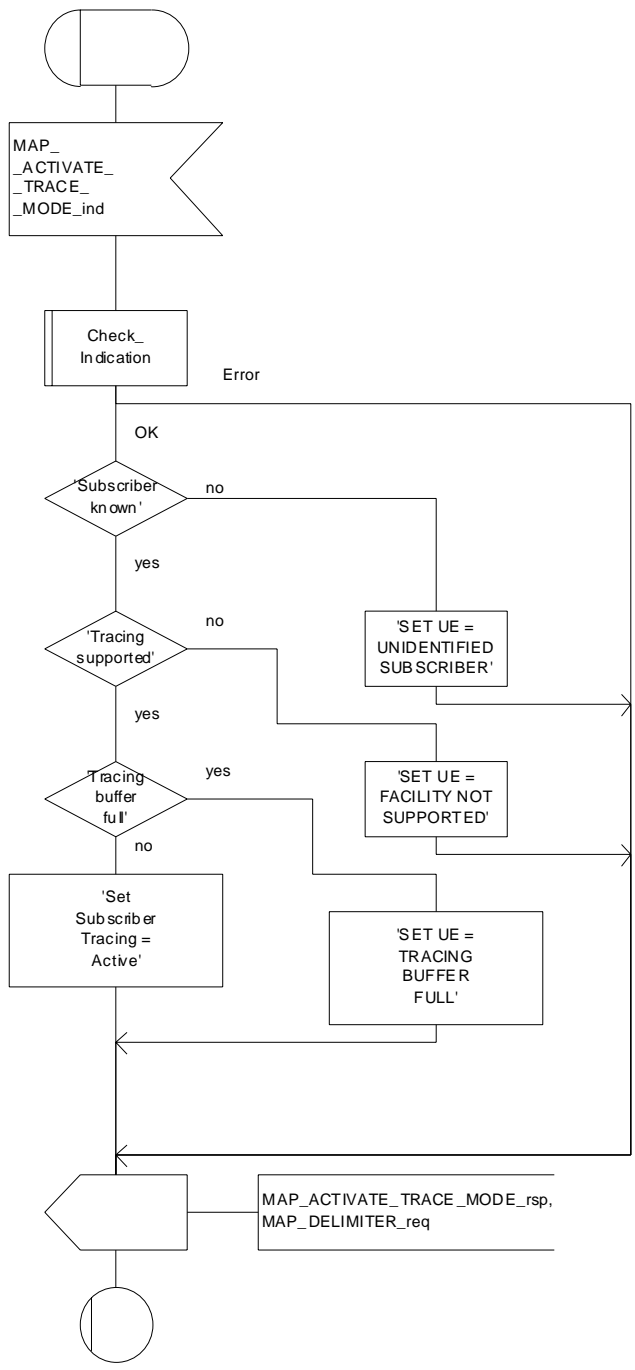 MAP_
_ACTIVATE_
_TRACE_
_MODE_ind
Check_
Indication
Error
OK
'Subscriber
known'
no
yes
'Tracing
supported'
no
'SET UE =
UNIDENTIFIED
SUBSCRIBER'
yes
'Tracing
buffer
full'
yes
'SET UE =
FACILITY NOT
SUPPORTED'
no
'Set
Subscriber
Tracing =
Active'
'SET UE =
TRACING
BUFFER
FULL'
MAP_ACTIVATE_TRACE_MODE_rsp,
MAP_DELIMITER_req